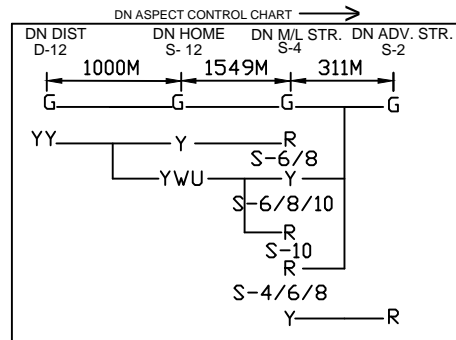 DN ASPECT CONTROL CHART
DN DIST DN HOME DN M/L STR. DN ADV. STR.
D-12 S- 12 S-4 S-2
1000M 1549M 311M
G G G G
YY Y R
S-6/8
YWU Y
S-6/8/10
R
S-10
R
S-4/6/8
Y R